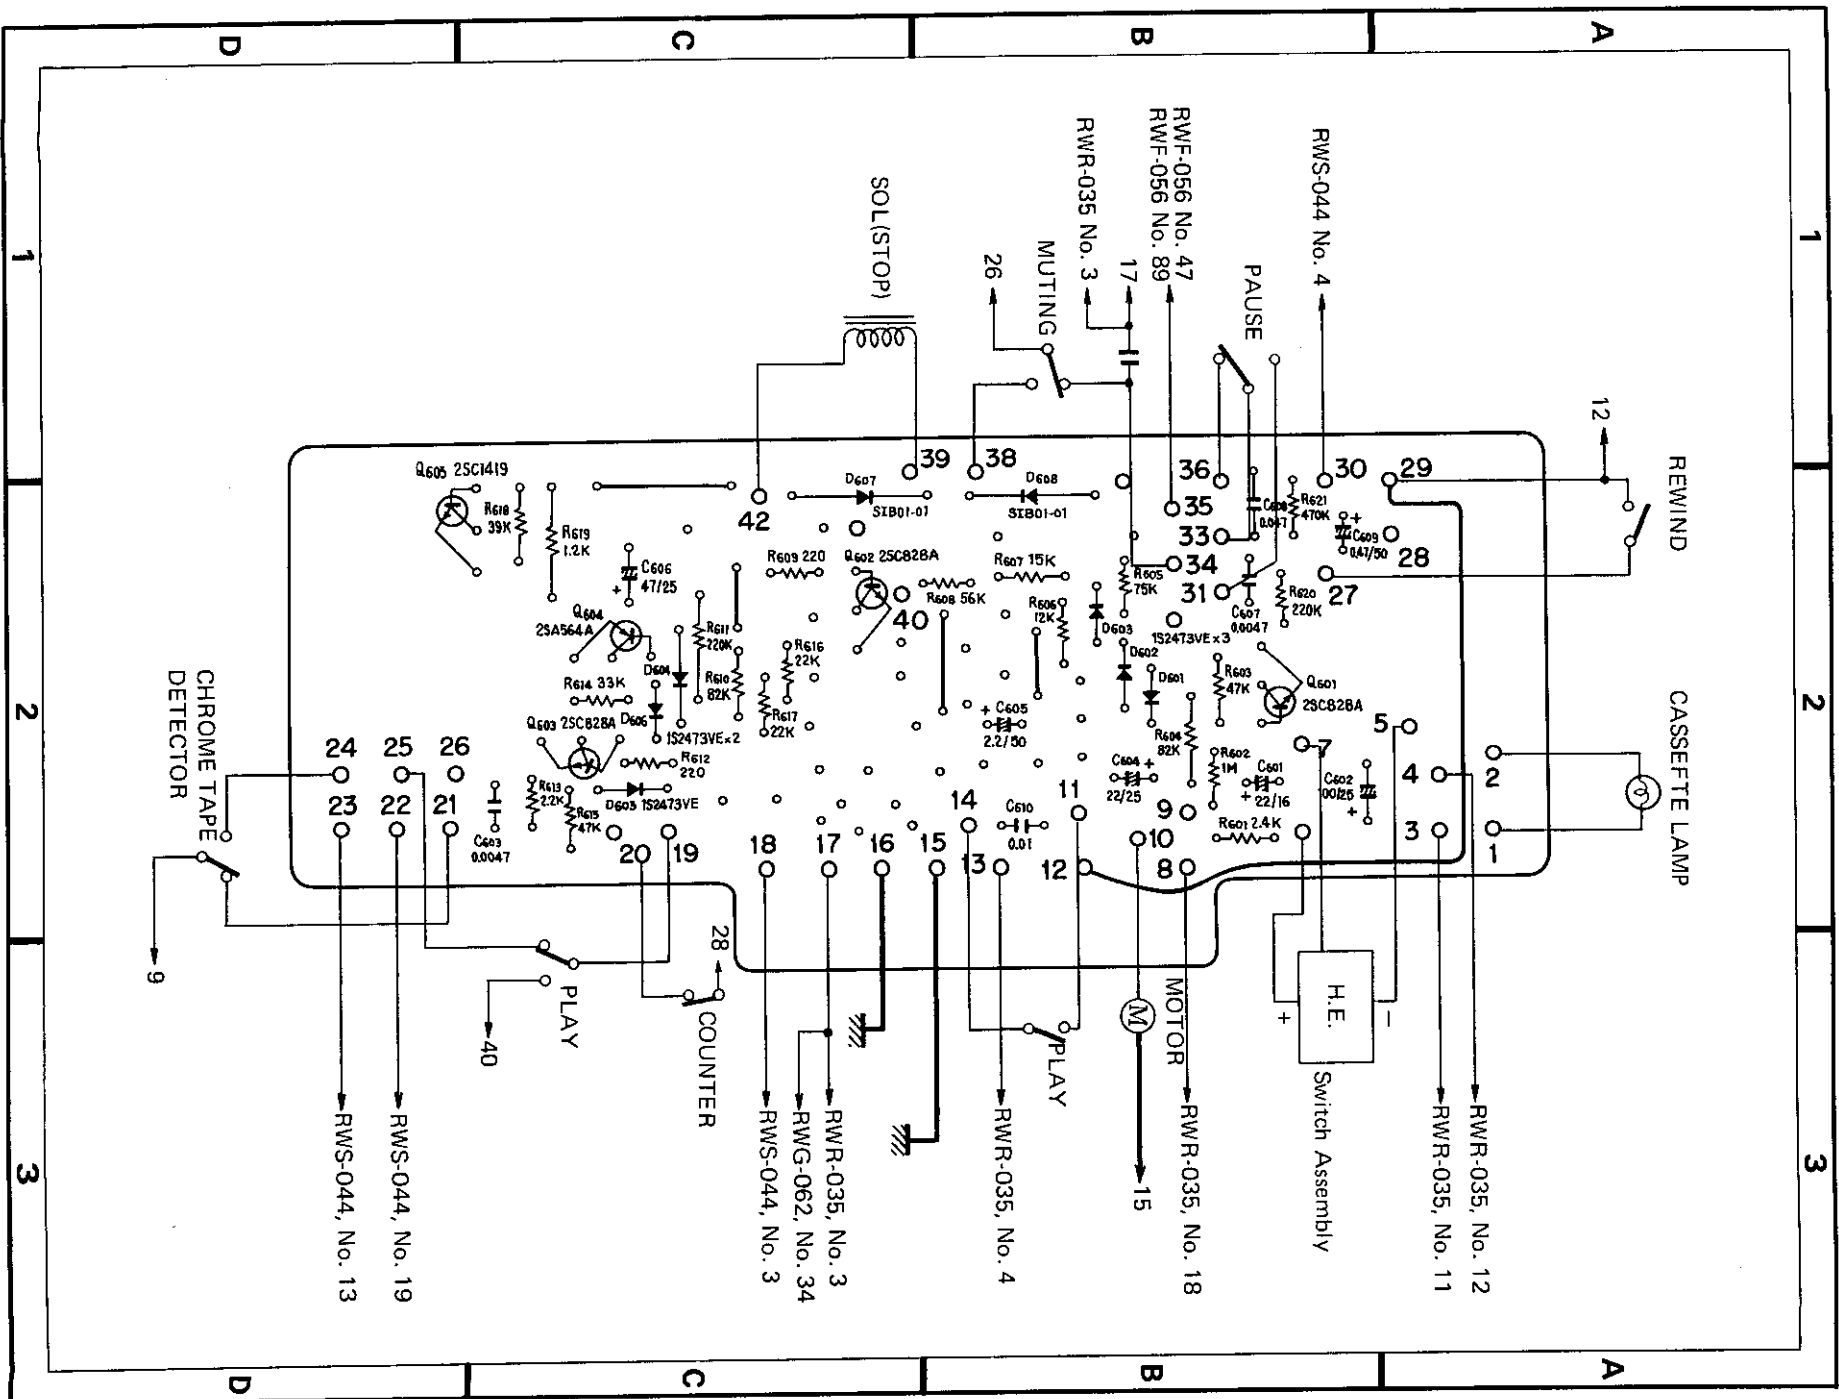 D
C
B
A
1
2
3
1
2
3
D
C
B
A
RWS-044 No. 4
PAUSE
RWF-056 No. 47
RWF-056 No. 89
17
RWR-035 No. 3
MUTING
26
SOL(STOP)
12
REWIND
CASSEFTE LAMP
Q605 2SC1419
R618
39K
R619
1.2K
C606
47/25
Q604
2SA564A
R611
220K
R610
82K
R616
22K
R617
22K
D604
R614 33K
D606
1S2473VE×2
Q603 2SC828A
R612
220
D603 1S2473VE
R613
2.2K
R615
47K
C603
0.0047
42
D607
SIB01-01
39
38
D608
SIB01-01
R609 220
Q602 2SC828A
40
R608 56K
R607 15K
R606
12K
R605
75K
D603
D602
D601
1S2473VE×3
36
35
33
34
31
C608
0.047
R621
470K
30
29
C609
0.47/50
28
27
C607
0.0047
R620
220K
R603
47K
Q601
2SC828A
R604
82K
R602
1M
C601
22/16
C602
100/25
R601 2.4K
C604
22/25
C605
2.2/50
C610
0.01
7
5
4
3
2
1
9
10
8
11
12
14
13
15
16
17
18
19
20
21
22
23
24
25
26
CHROME TAPE
DETECTOR
9
PLAY
40
28
COUNTER
PLAY
MOTOR
M
15
H.E.
+
−
Switch Assembly
RWS-044, No. 13
RWS-044, No. 19
RWS-044, No. 3
RWG-062, No. 34
RWR-035, No. 3
RWR-035, No. 4
RWR-035, No. 18
RWR-035, No. 11
RWR-035, No. 12